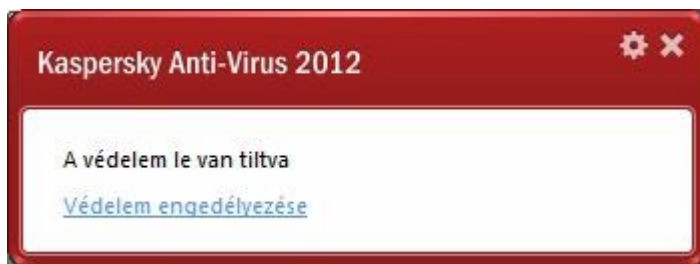 Kaspersky Anti-Virus 2012
A védelem le van tiltva
Védelem engedélyezése